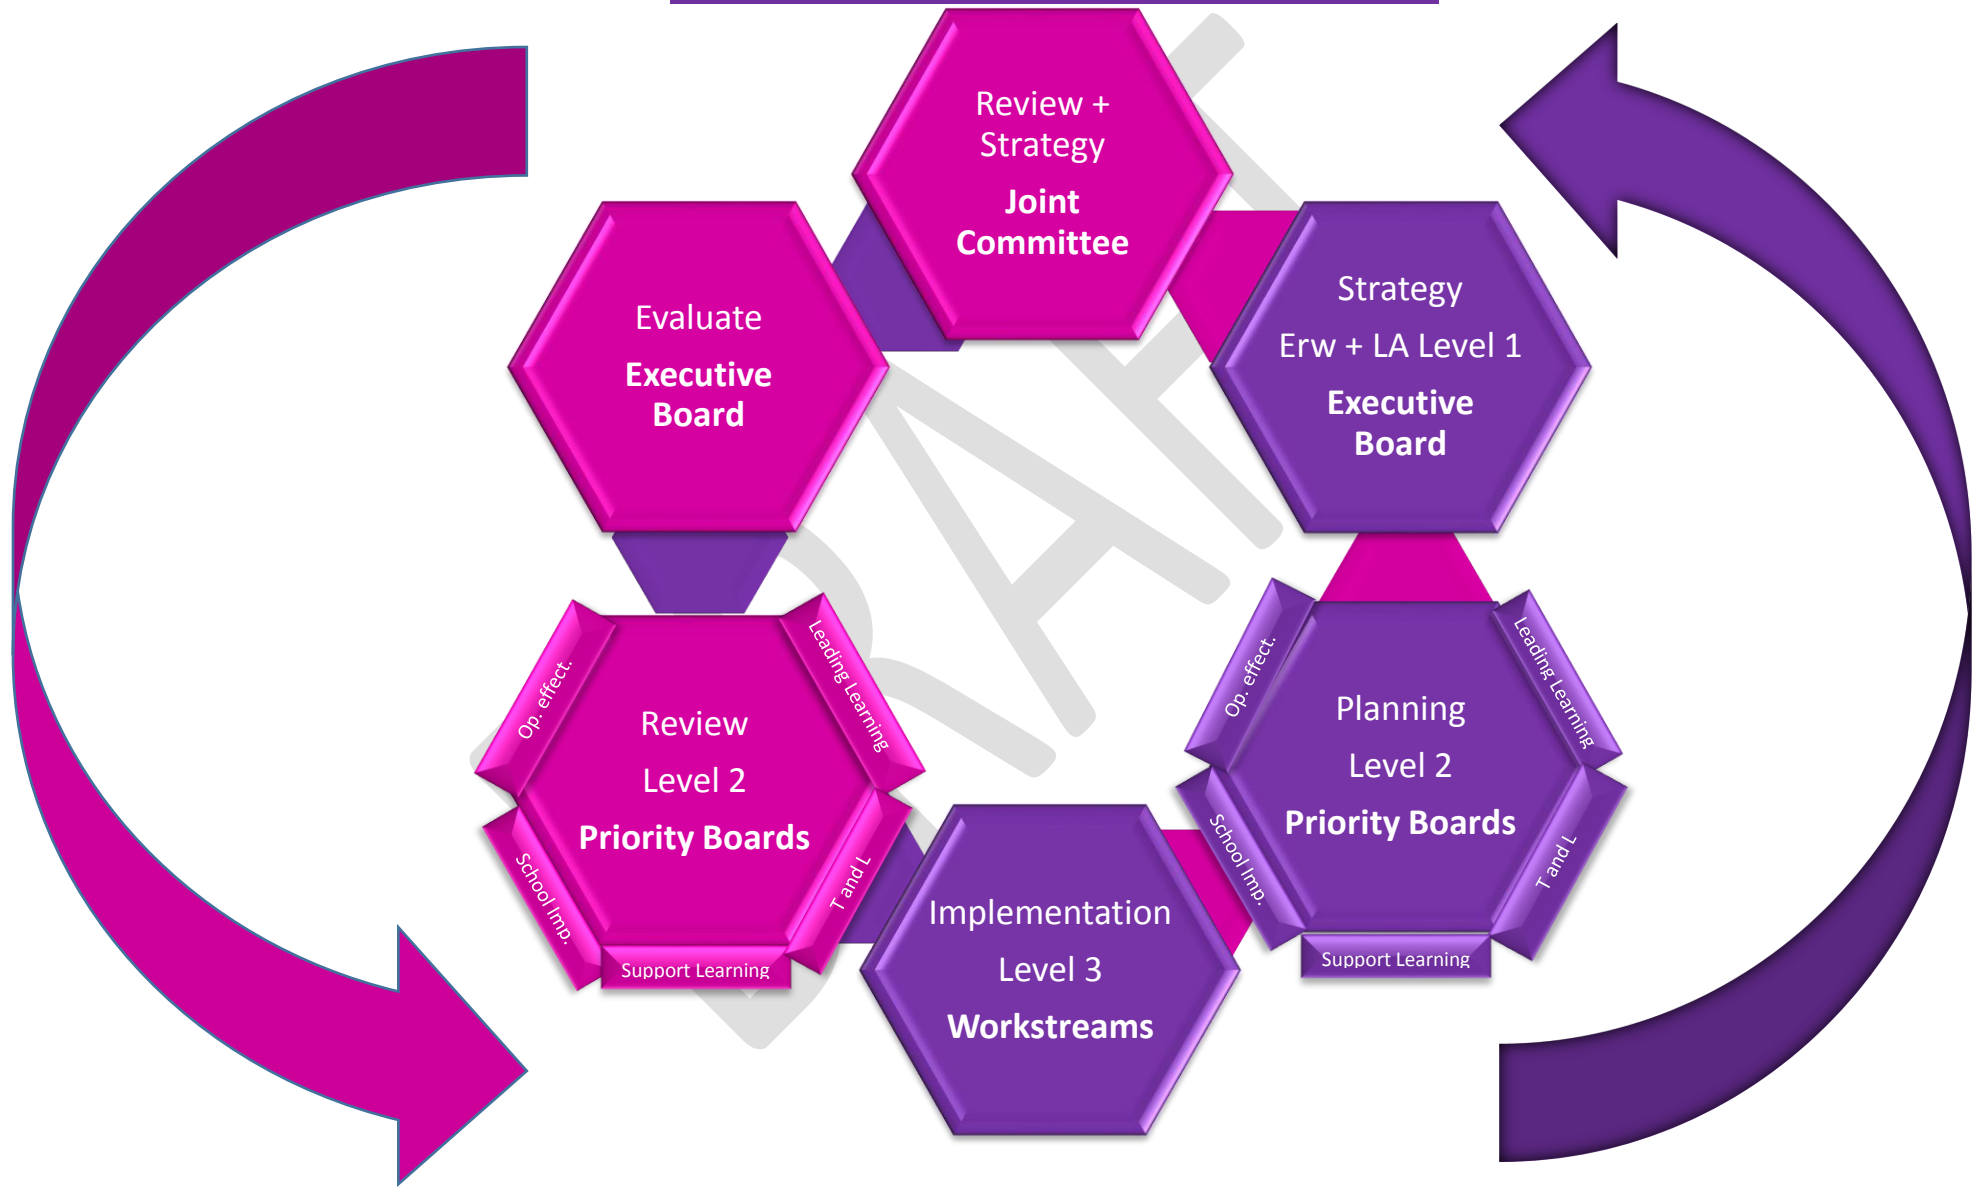 Review +
Strategy
Joint
Committee
Strategy
Erw + LA Level 1
Executive
Board
Evaluate
Executive
Board
Op. effect.
Leading Learning
Planning
Level 2
Priority Boards
School Imp.
T and L
Support Learning
Op. effect.
Leading Learning
Review
Level 2
Priority Boards
School Imp.
T and L
Support Learning
Implementation
Level 3
Workstreams
DRAFT